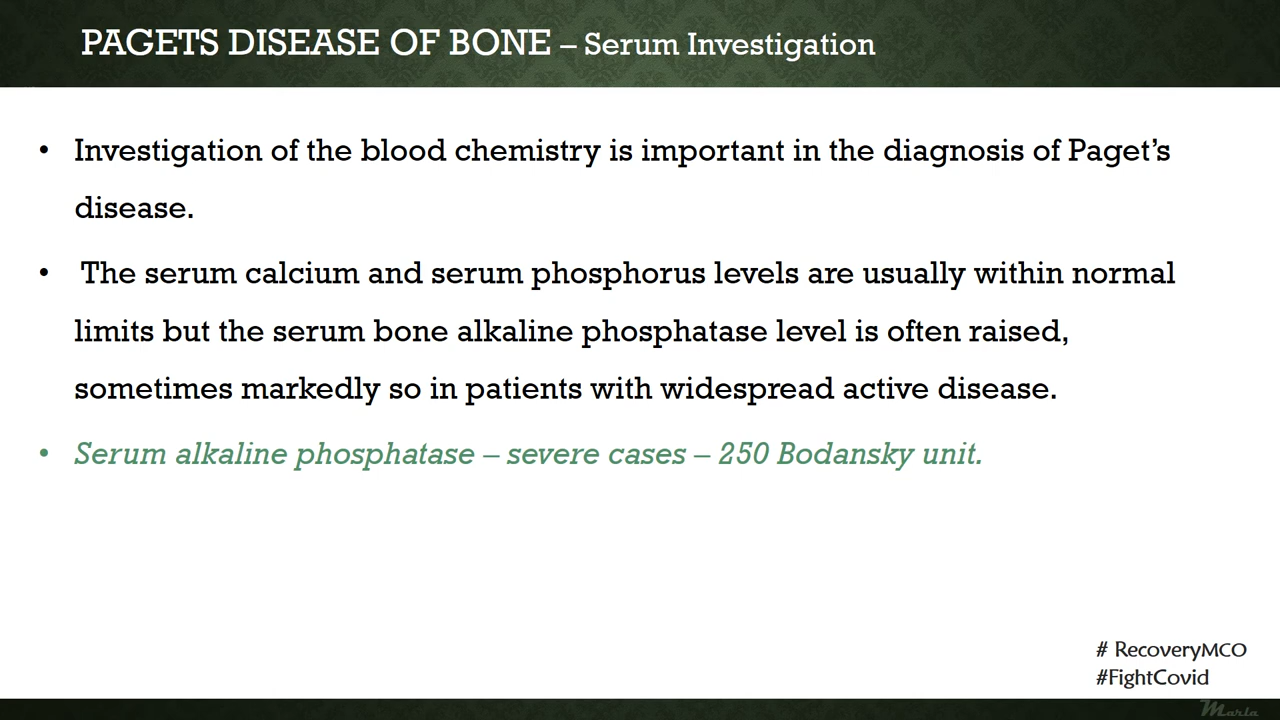 PAGETS DISEASE OF BONE – Serum Investigation
• Investigation of the blood chemistry is important in the diagnosis of Paget's
disease.
• The serum calcium and serum phosphorus levels are usually within normal
limits but the serum bone alkaline phosphatase level is often raised,
sometimes markedly so in patients with widespread active disease.
• Serum alkaline phosphatase – severe cases – 250 Bodansky unit.
# RecoveryMCO
#FightCovid
Marla